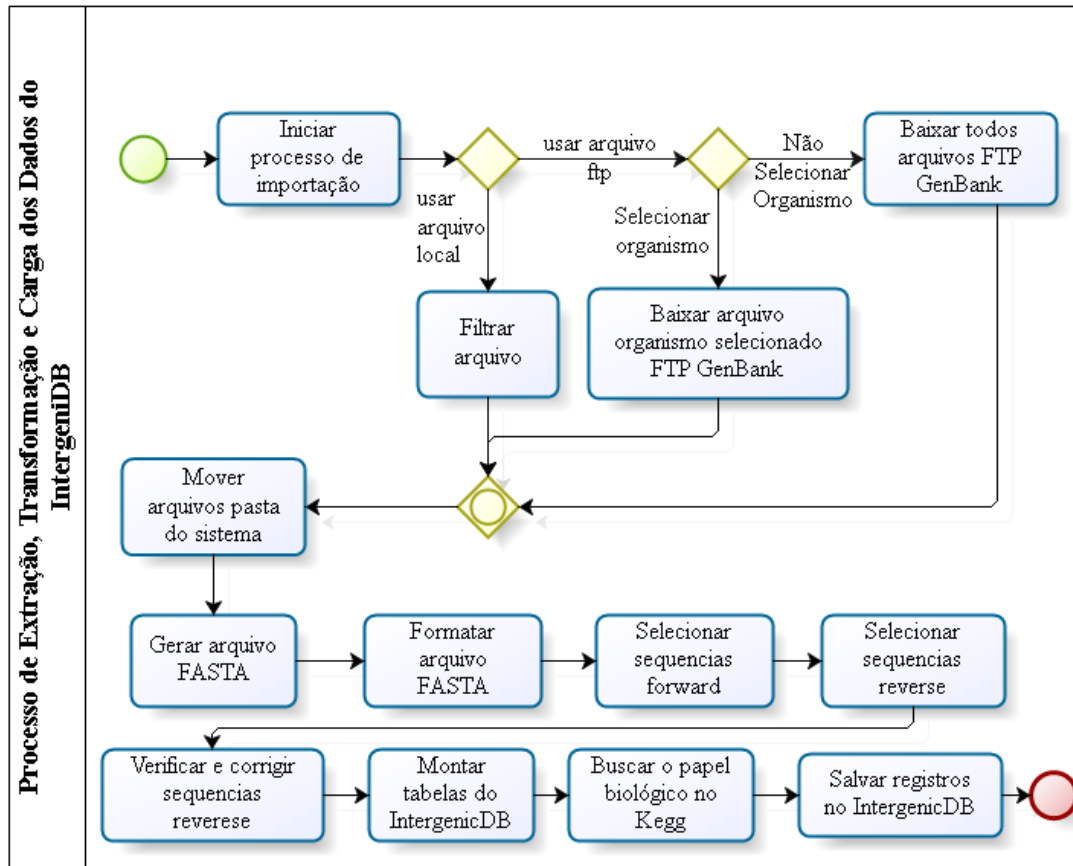 Processo de Extração, Transformação e Carga dos Dados do
IntergeniDB
Iniciar
processo de
importação
usar arquivo
ftp
Não
Selecionar
Organismo
Baixar todos
arquivos FTP
GenBank
usar
arquivo
local
Selecionar
organismo
Filtrar
arquivo
Baixar arquivo
organismo selecionado
FTP GenBank
Mover
arquivos pasta
do sistema
Gerar arquivo
FASTA
Formatar
arquivo
FASTA
Selecionar
sequencias
forward
Selecionar
sequencias
reverse
Verificar e corrigir
sequencias
reverese
Montar
tabelas do
IntergenicDB
Buscar o papel
biológico no
Kegg
Salvar registros
no IntergenicDB